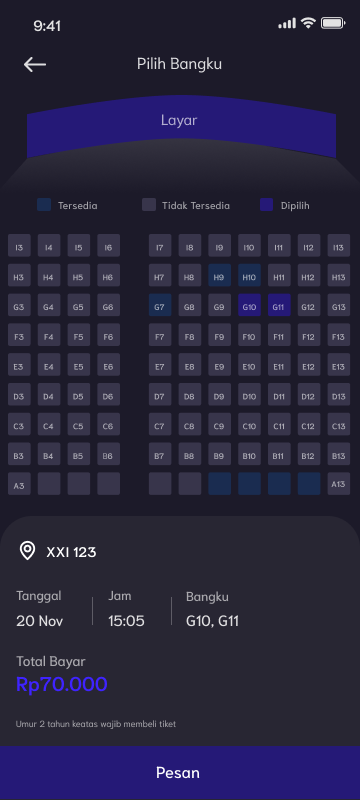 9:41
Pilih Bangku
Layar
Tersedia Tidak Tersedia Dipilih
I3 I4 I5 I6 I7 I8 I9 I10 I11 I12 I13
H3 H4 H5 H6 H7 H8 H9 H10 H11 H12 H13
G3 G4 G5 G6 G7 G8 G9 G10 G11 G12 G13
F3 F4 F5 F6 F7 F8 F9 F10 F11 F12 F13
E3 E4 E5 E6 E7 E8 E9 E10 E11 E12 E13
D3 D4 D5 D6 D7 D8 D9 D10 D11 D12 D13
C3 C4 C5 C6 C7 C8 C9 C10 C11 C12 C13
B3 B4 B5 B6 B7 B8 B9 B10 B11 B12 B13
A3 A13
XXI 123
Tanggal Jam Bangku
20 Nov 15:05 G10, G11
Total Bayar
Rp70.000
Umur 2 tahun keatas wajib membeli tiket
Pesan